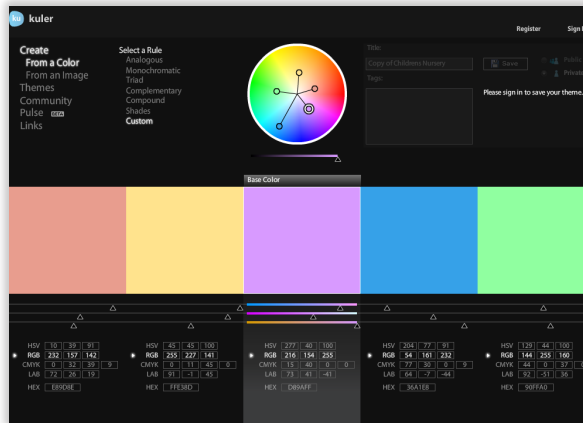 ku kuler
Register Sign
Create
From a Color
From an Image
Themes
Community
Pulse BETA
Links
Select a Rule
Analogous
Monochromatic
Triad
Complementary
Compound
Shades
Custom
Title:
Copy of Childrens Nursery
Tags:
Save
Public
Private
Please sign in to save your theme.
Base Color
HSV 10 39 91
RGB 232 157 142
CMYK 0 32 39 9
LAB 72 26 19
HEX E89D8E
HSV 45 45 100
RGB 255 227 141
CMYK 0 11 45 0
LAB 91 -1 45
HEX FFE38D
HSV 277 40 100
RGB 216 154 255
CMYK 15 40 0 0
LAB 73 41 -41
HEX D89AFF
HSV 204 77 91
RGB 54 161 232
CMYK 77 30 0 9
LAB 64 -7 -44
HEX 36A1E8
HSV 129 44 100
RGB 144 255 160
CMYK 44 0 37 0
LAB 92 -51 36
HEX 90FFA0